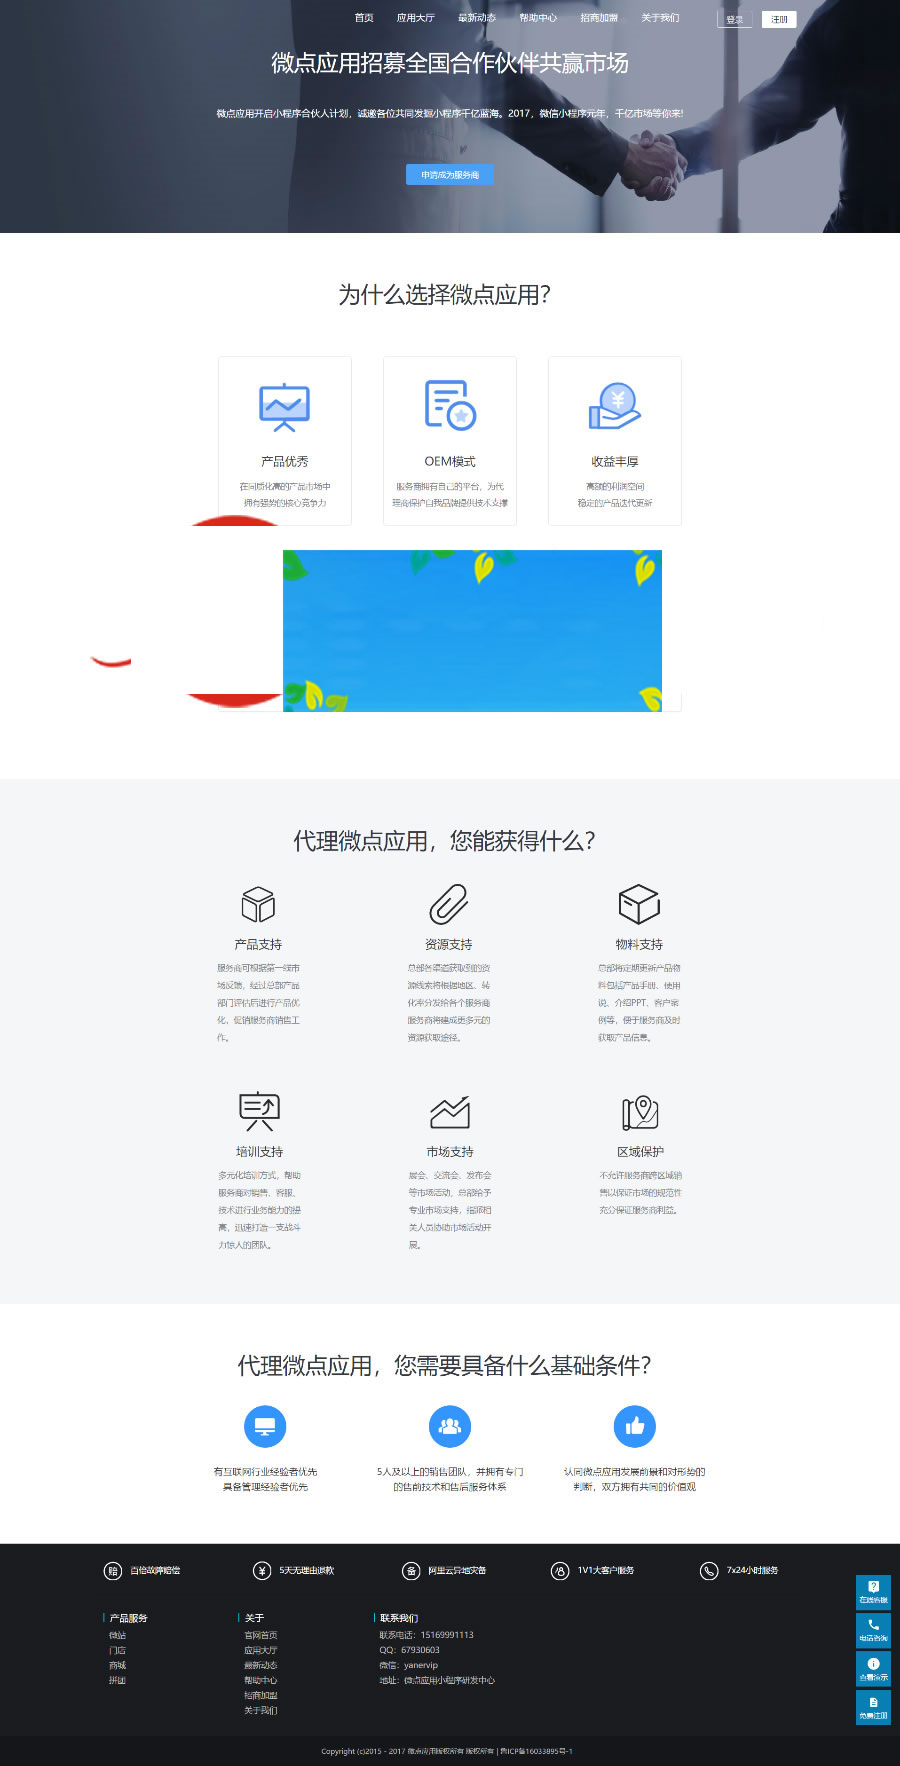 首页 应用大厅 最新动态 帮助中心 招商加盟 关于我们 登录 注册
微点应用招募全国合作伙伴共赢市场
微点应用开启小程序合伙人计划，诚邀各位共同发掘小程序千亿蓝海。2017，微信小程序元年，千亿市场等你来!
申请成为服务商
为什么选择微点应用?
产品优秀
在同质化高的产品市场中
拥有强势的核心竞争力
OEM模式
服务商拥有自己的平台，为代
理商保护自我品牌提供技术支撑
收益丰厚
高额的利润空间
稳定的产品迭代更新
代理微点应用，您能获得什么?
产品支持
服务商可根据第一线市
场反馈，经过总部产品
部门评估后进行产品优
化，促销服务商销售工
作。
资源支持
总部各渠道获取到的资
源线索将根据地区、转
化率分发给各个服务商
服务商将建成更多元的
资源获取途径。
物料支持
总部将定期更新产品物
料包括产品手册、使用
说、介绍PPT、客户案
例等，便于服务商及时
获取产品信息。
培训支持
多元化培训方式，帮助
服务商对销售、客服、
技术进行业务能力的提
高，迅速打造一支战斗
力惊人的团队。
市场支持
展会、交流会、发布会
等市场活动，总部给予
专业市场支持，指派相
关人员协助市场活动开
展。
区域保护
不允许服务商跨区域销
售以保证市场的规范性
充分保证服务商利益。
代理微点应用，您需要具备什么基础条件?
有互联网行业经验者优先
具备管理经验者优先
5人及以上的销售团队，并拥有专门
的售前技术和售后服务体系
认同微点应用发展前景和对形势的
判断，双方拥有共同的价值观
赔 百倍故障赔偿
¥ 5天无理由退款
备 阿里云异地灾备
1V1大客户服务
7x24小时服务
产品服务
微站
门店
商城
拼团
关于
官网首页
应用大厅
最新动态
帮助中心
招商加盟
关于我们
联系我们
联系电话：15169991113
QQ：67930603
微信：yanervip
地址：微点应用小程序研发中心
在线客服
电话咨询
查看演示
免费注册
Copyright (c)2015 - 2017 微点应用版权所有 版权所有 | 鲁ICP备16033895号-1